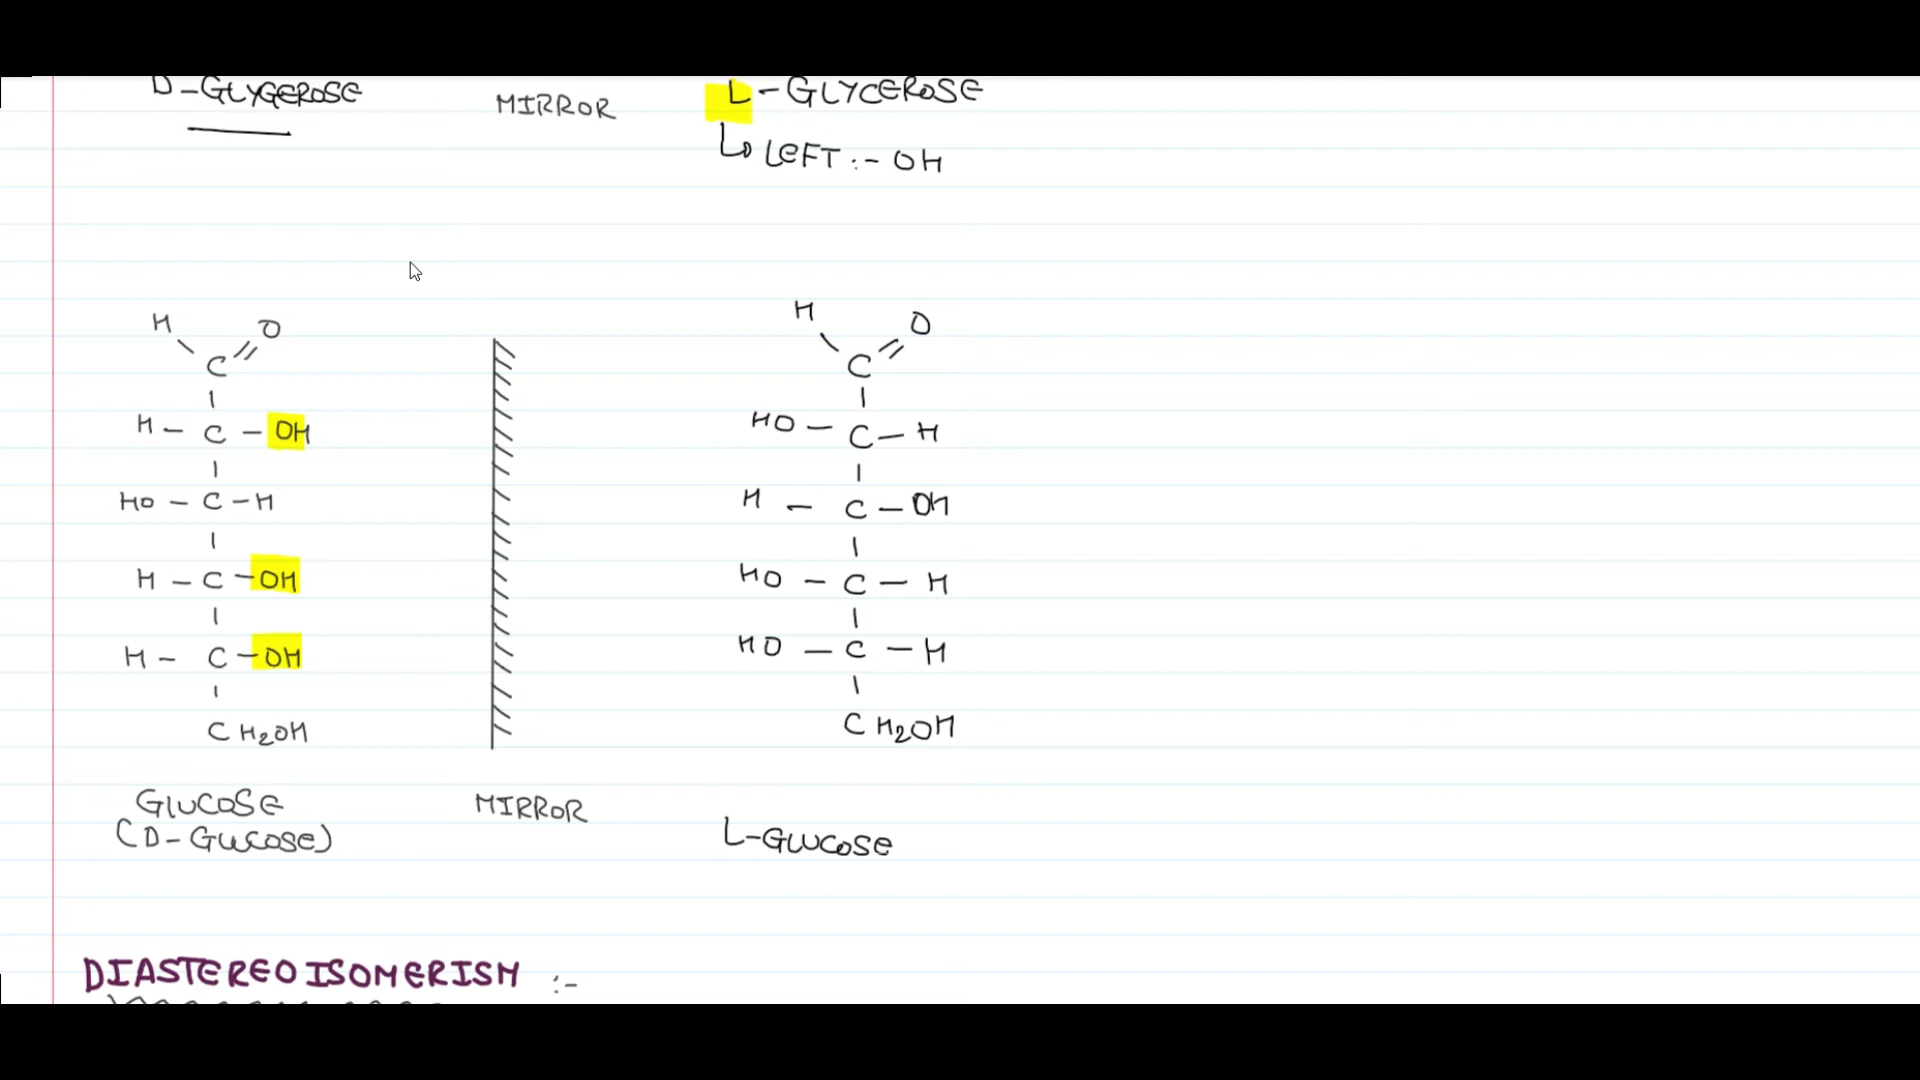 D-GLYCEROSE MIRROR L-GLYCEROSE
LEFT :- OH
H O H O
C C
H - C - OH HO - C - H
HO - C - H H - C - OH
H - C - OH HO - C - H
H - C - OH HO - C - H
CH2OH CH2OH
GLUCOSE MIRROR
(D-GLUCOSE) L-GLUCOSE
DIASTEREOISOMERISM :-